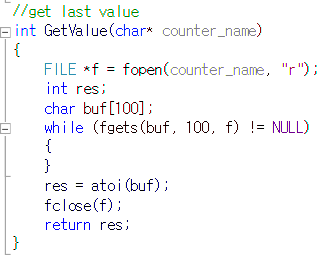 //get last value
int GetValue(char* counter_name)
{
FILE *f = fopen(counter_name, "r");
int res;
char buf[100];
while (fgets(buf, 100, f) != NULL)
{
}
res = atoi(buf);
fclose(f);
return res;
}